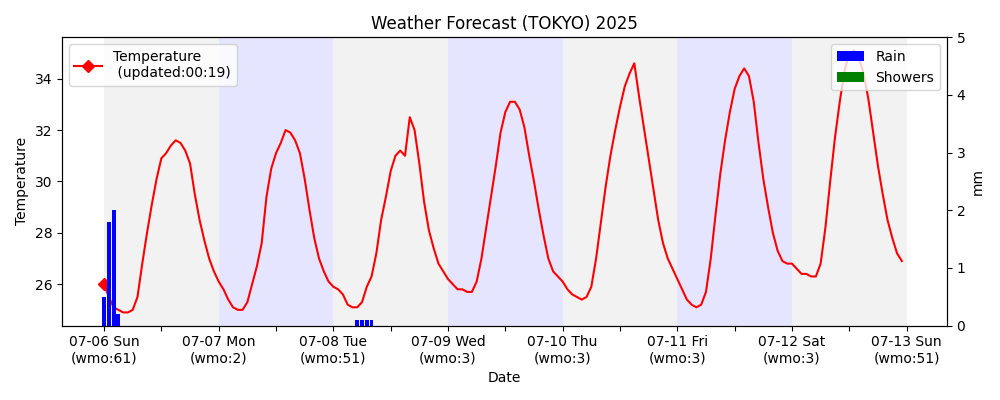 Weather Forecast (TOKYO) 2025
Temperature
(updated:00:19)
Rain
Showers
Temperature
34
32
30
28
26
5
4
3
2
1
0
mm
07-06 Sun
(wmo:61)
07-07 Mon
(wmo:2)
07-08 Tue
(wmo:51)
07-09 Wed
(wmo:3)
07-10 Thu
(wmo:3)
07-11 Fri
(wmo:3)
07-12 Sat
(wmo:3)
07-13 Sun
(wmo:51)
Date